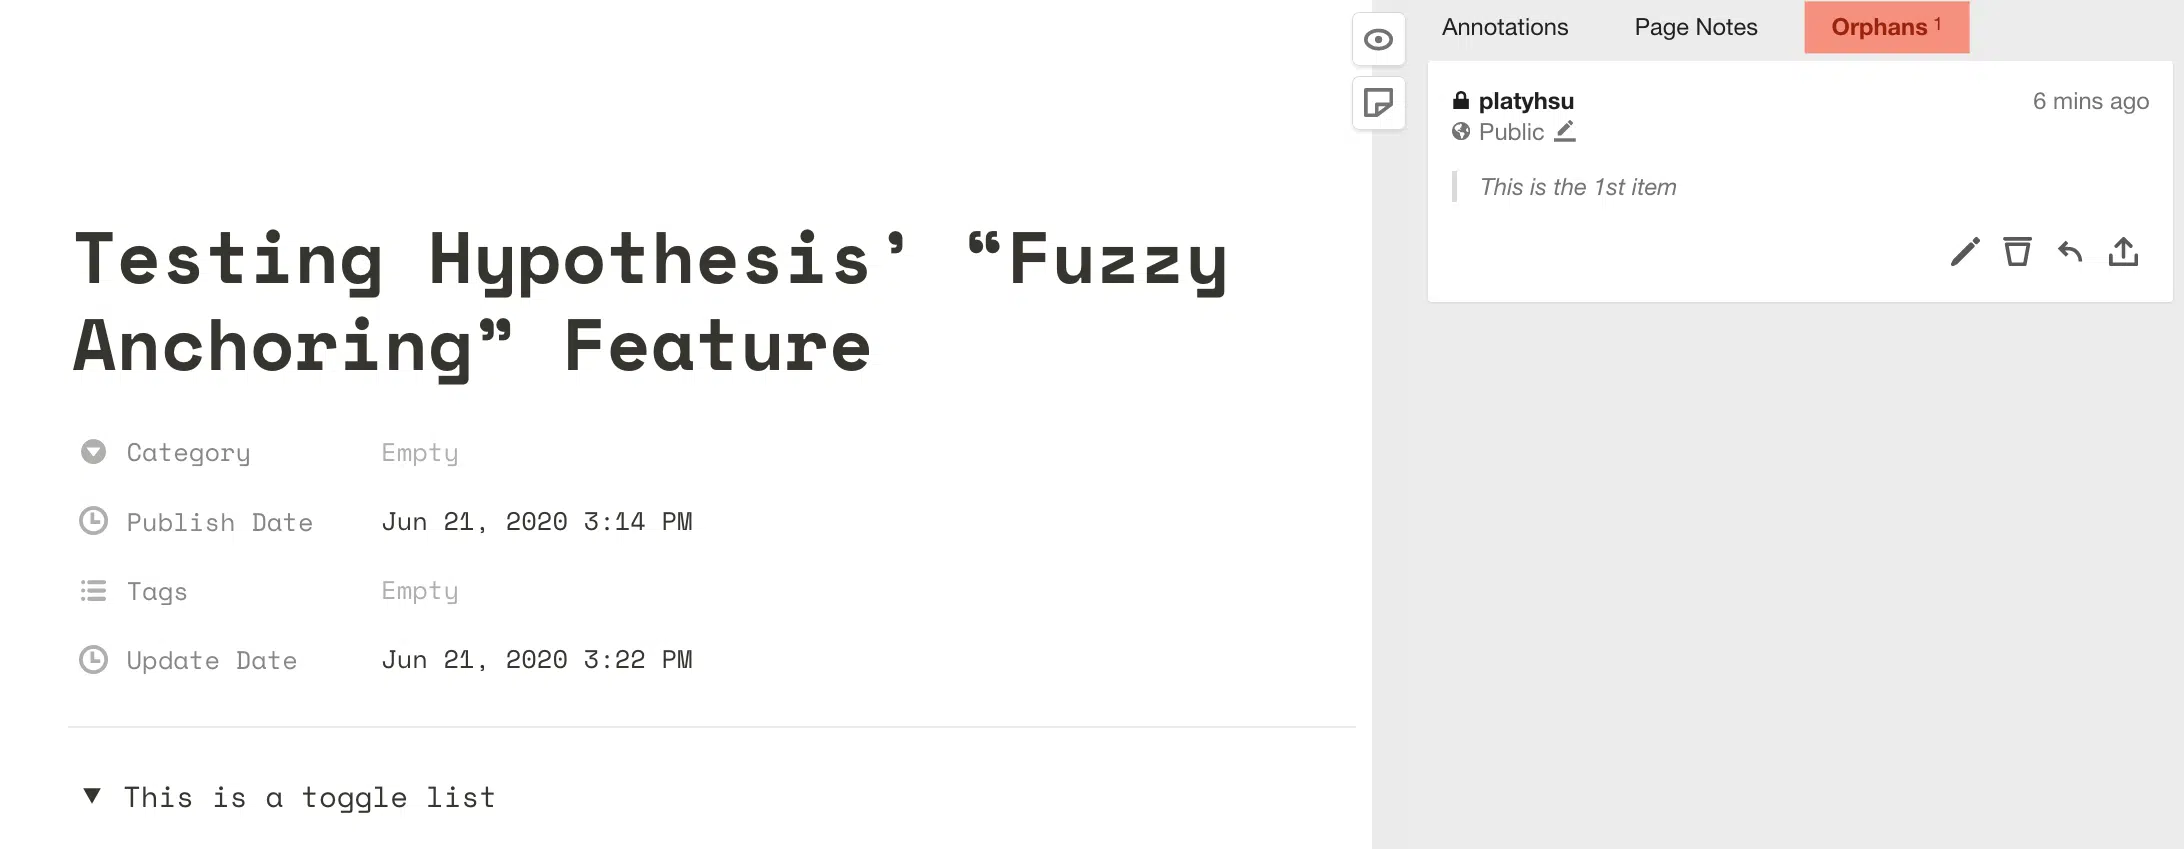 Testing Hypothesis’ “Fuzzy
Anchoring” Feature
Category Empty
Publish Date Jun 21, 2020 3:14 PM
Tags Empty
Update Date Jun 21, 2020 3:22 PM
This is a toggle list
Annotations Page Notes Orphans 1
platyhsu 6 mins ago
Public
This is the 1st item